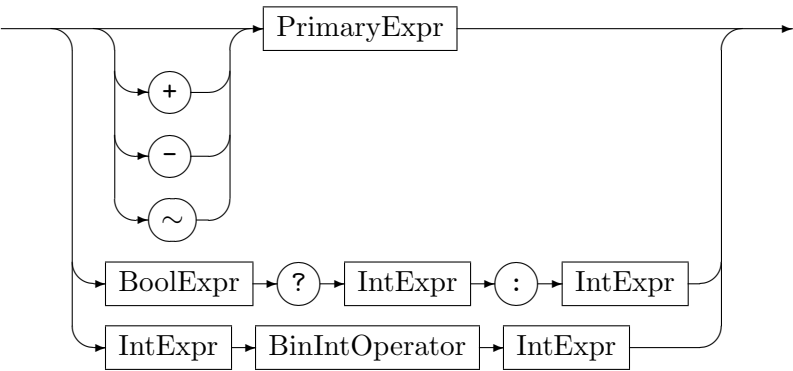 PrimaryExpr
+
-
~
BoolExpr ? IntExpr : IntExpr
IntExpr BinIntOperator IntExpr